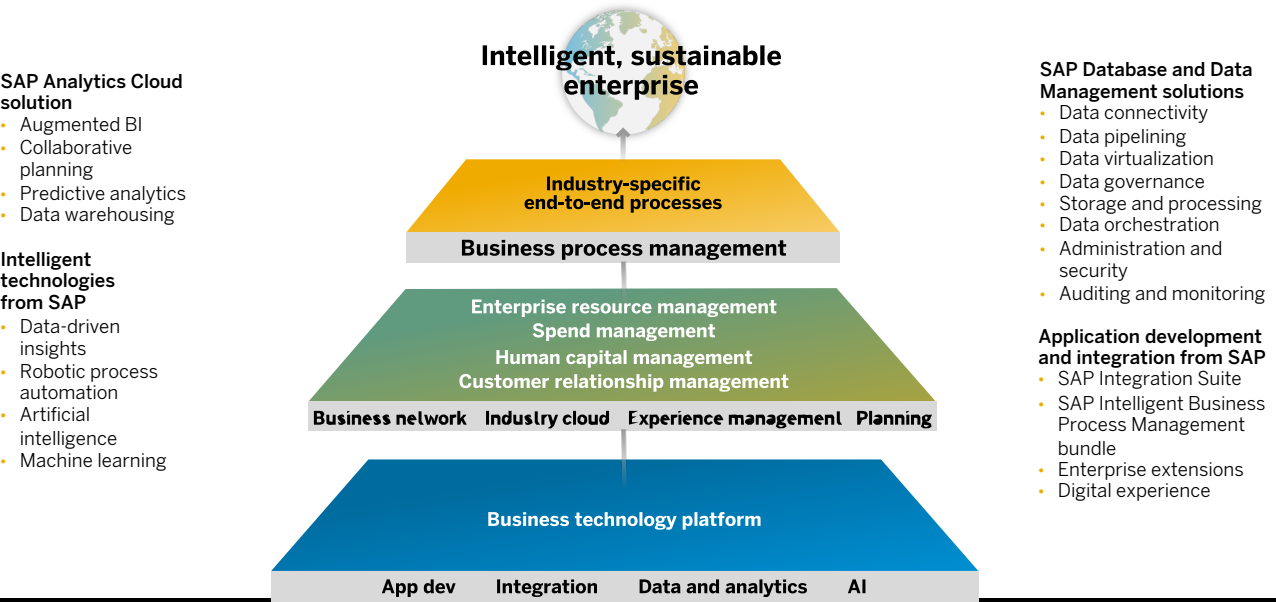 Intelligent, sustainable
enterprise
SAP Analytics Cloud
solution
• Augmented BI
• Collaborative
planning
• Predictive analytics
• Data warehousing
Intelligent
technologies
from SAP
• Data-driven
insights
• Robotic process
automation
• Artificial
intelligence
• Machine learning
Industry-specific
end-to-end processes
Business process management
Enterprise resource management
Spend management
Human capital management
Customer relationship management
Business network Industry cloud Experience management Planning
Business technology platform
App dev Integration Data and analytics AI
SAP Database and Data
Management solutions
• Data connectivity
• Data pipelining
• Data virtualization
• Data governance
• Storage and processing
• Data orchestration
• Administration and
security
• Auditing and monitoring
Application development
and integration from SAP
• SAP Integration Suite
• SAP Intelligent Business
Process Management
bundle
• Enterprise extensions
• Digital experience